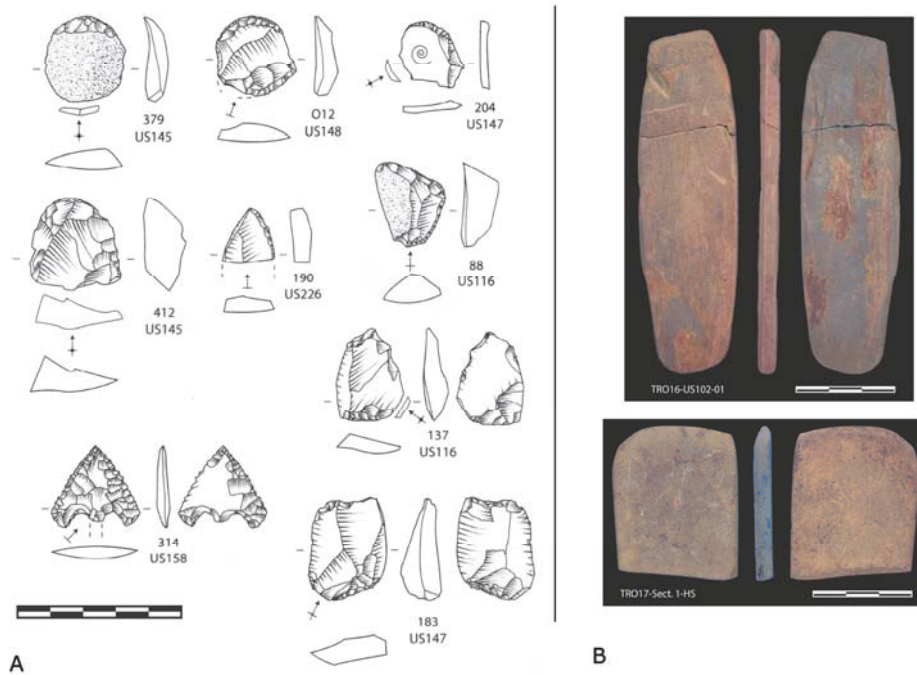 379
US145
O12
US148
204
US147
412
US145
190
US226
88
US116
137
US116
314
US158
183
US147
A
TRO16-US102-01
TRO17-Sect. 1-HS
B